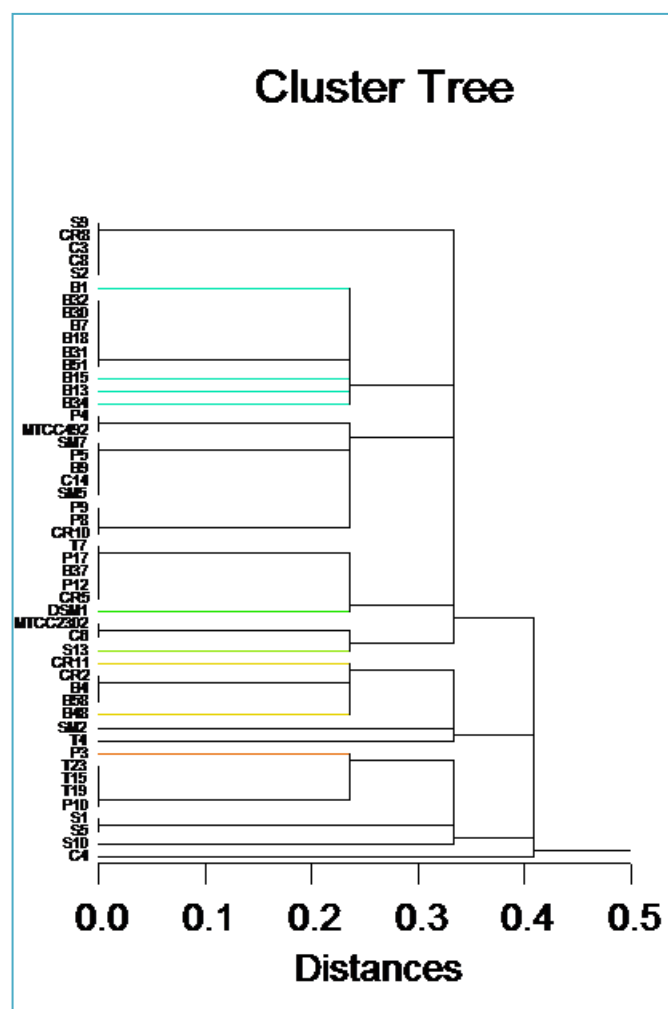 Cluster Tree
S9
CR8
C3
C8
S2
B1
B32
B30
B7
B18
B31
B51
B15
B13
B34
P4
MTCC492
SM7
P5
B9
C14
SM5
P9
P8
CR10
T7
P17
B37
P12
CR5
DSM1
MTCC2302
C6
S13
CR11
CR2
B4
B58
B48
SM2
T4
P3
T23
T15
T19
P10
S1
S5
S10
C4
0.0 0.1 0.2 0.3 0.4 0.5
Distances